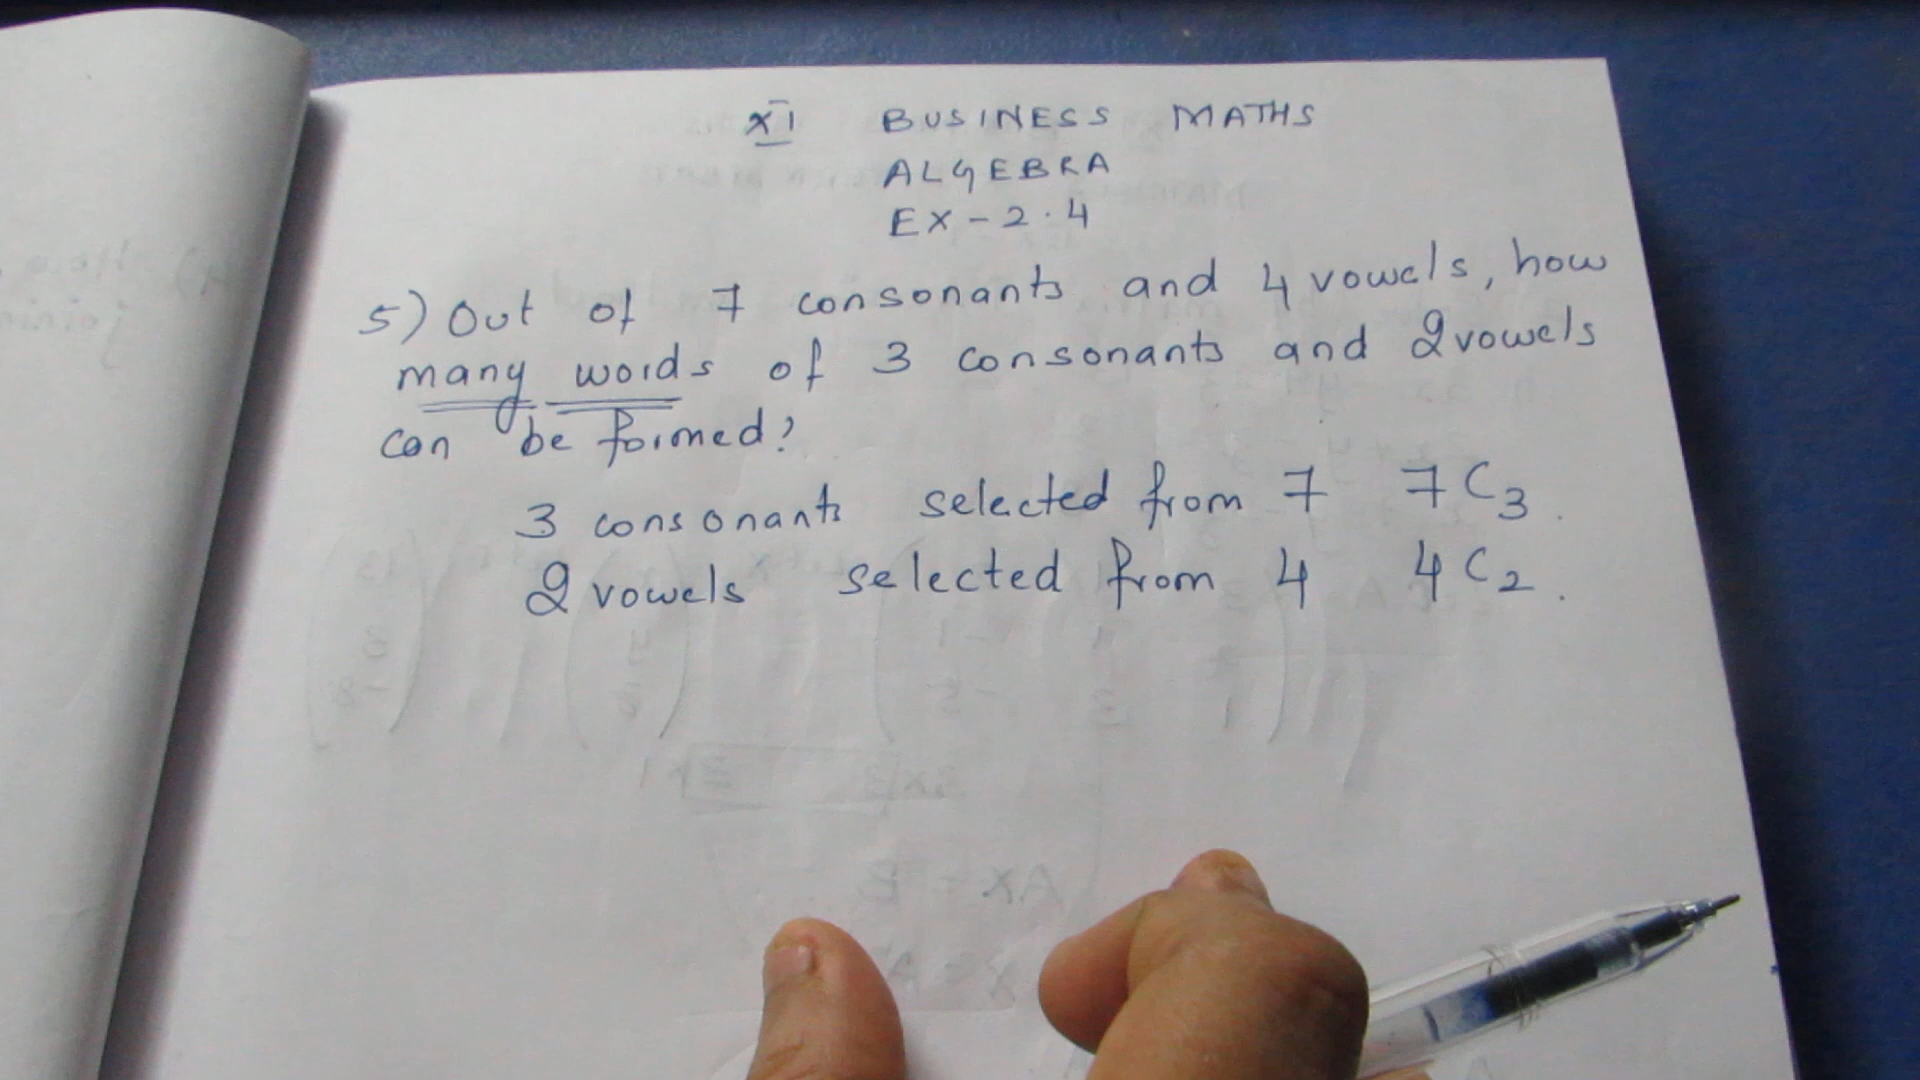 XI BUSINESS MATHS
ALGEBRA
EX - 2.4
5) Out of 7 consonants and 4 vowels, how
many words of 3 consonants and 2 vowels
can be formed?
3 consonants selected from 7 7C3.
2 vowels selected from 4 4C2.